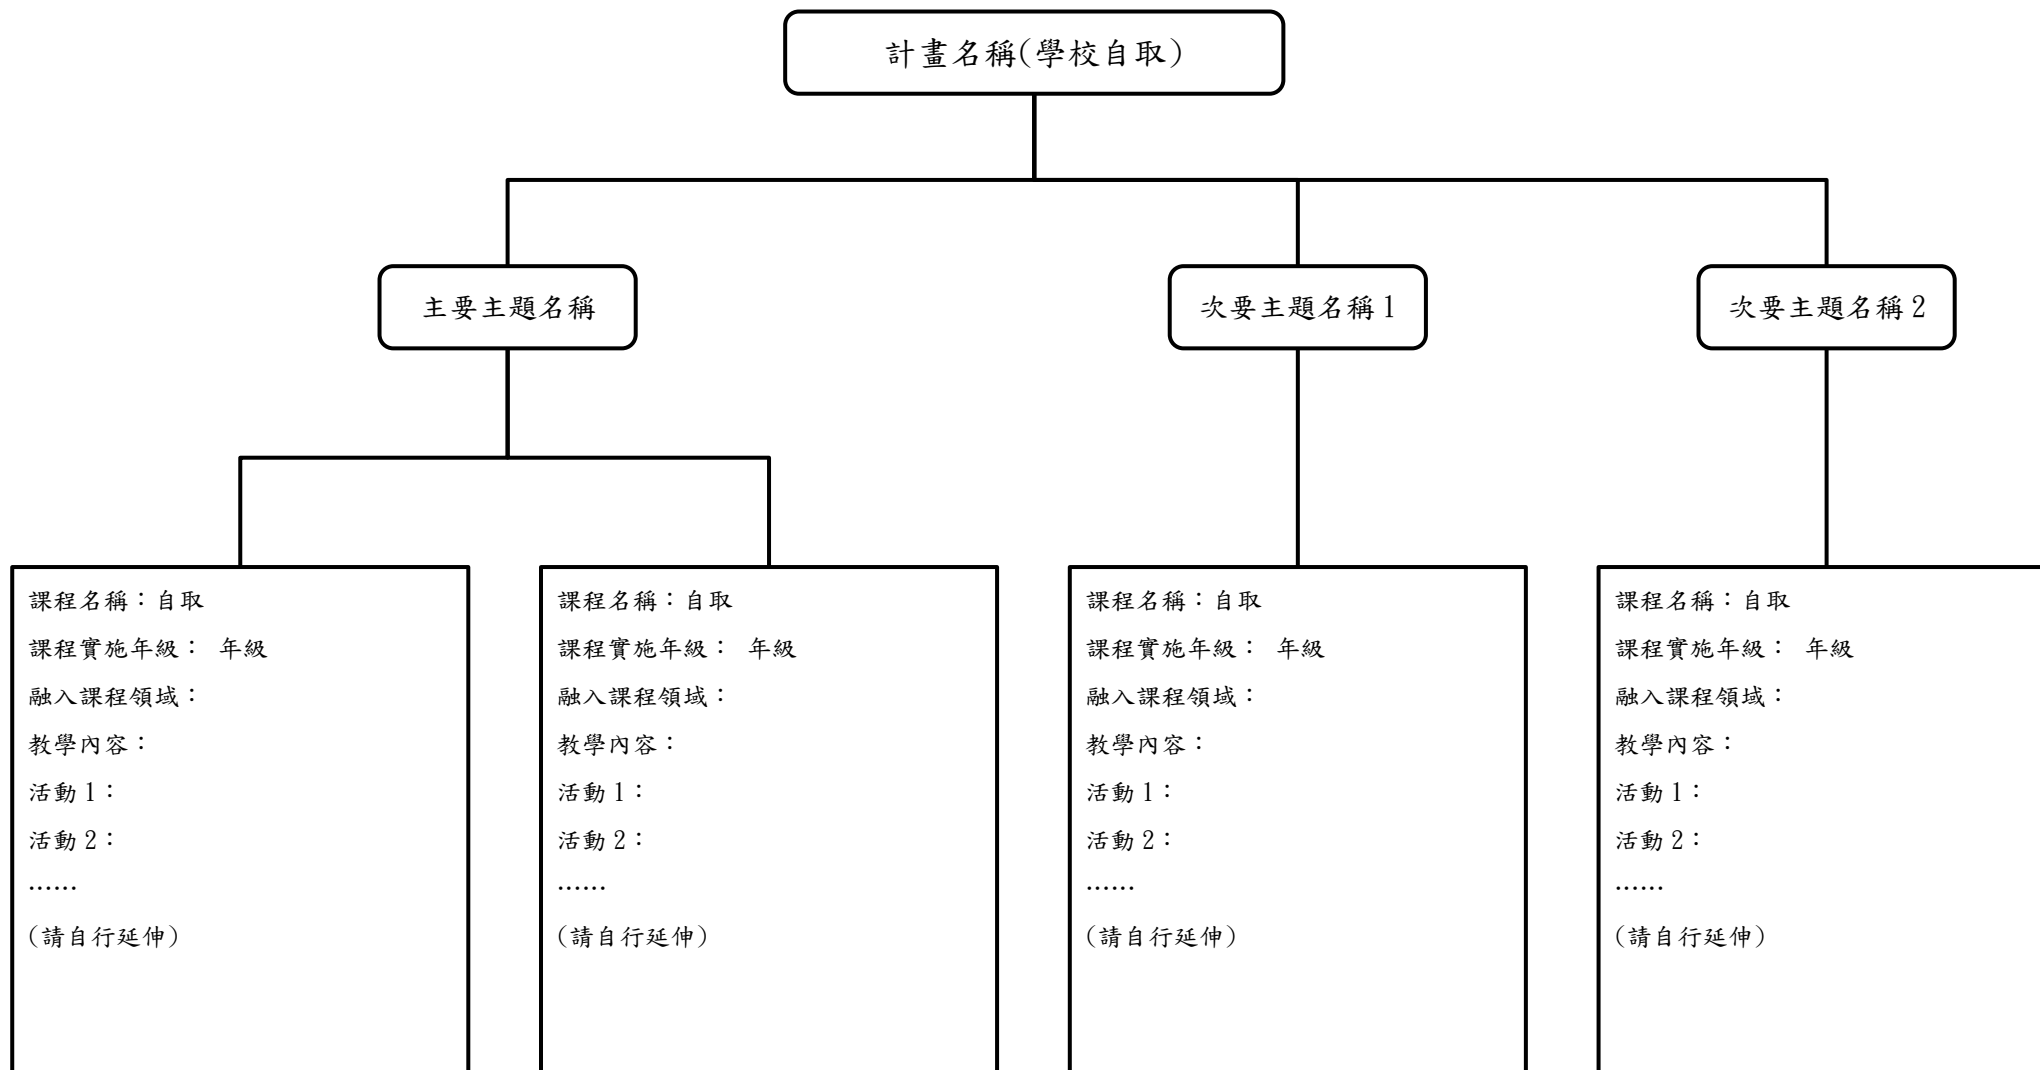 計畫名稱(學校自取)
主要主題名稱
次要主題名稱 1
次要主題名稱 2
課程名稱：自取
課程實施年級： 年級
融入課程領域：
教學內容：
活動 1：
活動 2：
……
(請自行延伸)
課程名稱：自取
課程實施年級： 年級
融入課程領域：
教學內容：
活動 1：
活動 2：
……
(請自行延伸)
課程名稱：自取
課程實施年級： 年級
融入課程領域：
教學內容：
活動 1：
活動 2：
……
(請自行延伸)
課程名稱：自取
課程實施年級： 年級
融入課程領域：
教學內容：
活動 1：
活動 2：
……
(請自行延伸)